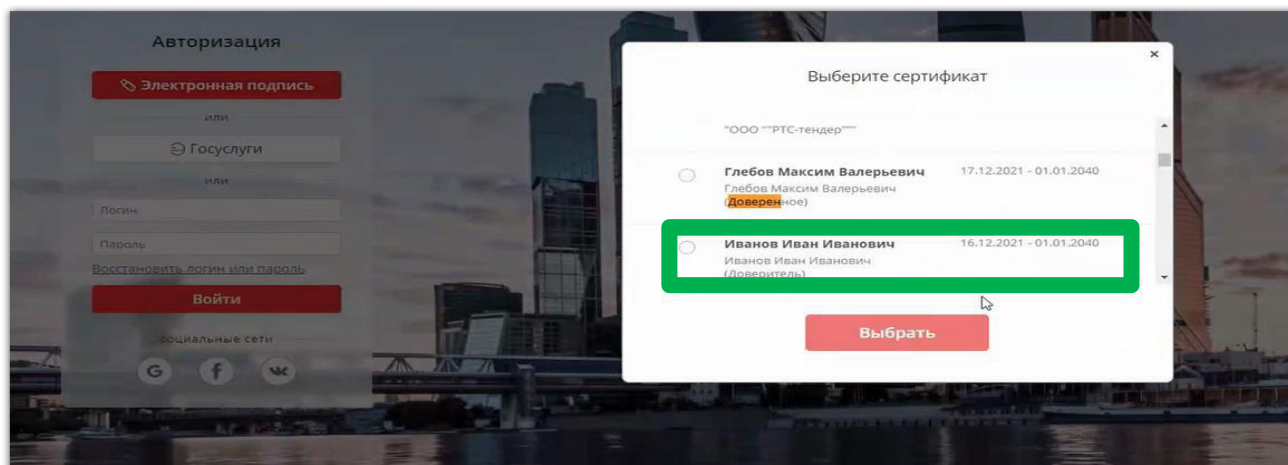 Авторизация
Электронная подпись
или
Госуслуги
или
Логин
Пароль
Восстановить логин или пароль
Войти
социальные сети
G f
Выберите сертификат
×
"ООО ""РТС-тендер"""
Глебов Максим Валерьевич 17.12.2021 - 01.01.2040
Глебов Максим Валерьевич
(Доверенное)
Иванов Иван Иванович 16.12.2021 - 01.01.2040
Иванов Иван Иванович
(Доверитель)
Выбрать